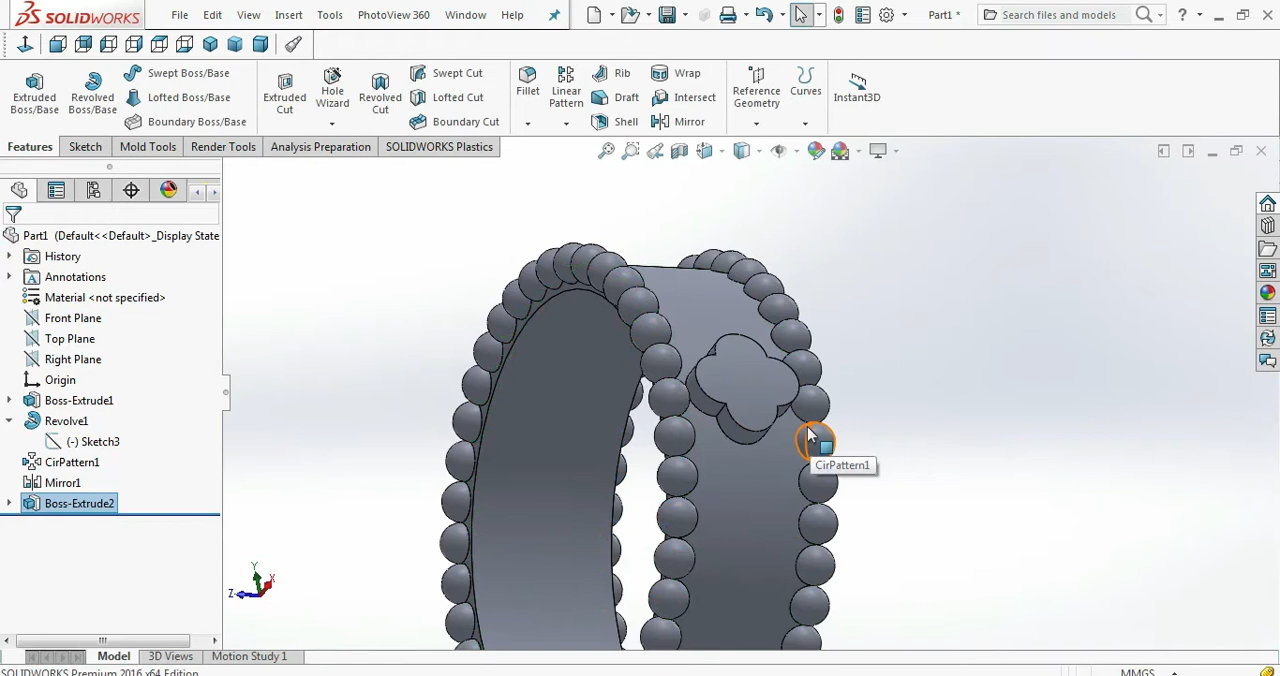 SOLIDWORKS File Edit View Insert Tools PhotoView 360 Window Help Part1 * Search files and models ?
Extruded Boss/Base
Revolved Boss/Base
Swept Boss/Base
Lofted Boss/Base
Boundary Boss/Base
Extruded Cut
Hole Wizard
Revolved Cut
Swept Cut
Lofted Cut
Boundary Cut
Fillet
Linear Pattern
Rib
Draft
Shell
Wrap
Intersect
Mirror
Reference Geometry
Curves
Instant3D
Features Sketch Mold Tools Render Tools Analysis Preparation SOLIDWORKS Plastics
Part1 (Default<<Default>_Display State
History
Annotations
Material <not specified>
Front Plane
Top Plane
Right Plane
Origin
Boss-Extrude1
Revolve1
(-) Sketch3
CirPattern1
Mirror1
Boss-Extrude2
CirPattern1
Y
X
Z
Model 3D Views Motion Study 1
SOLIDWORKS Premium 2016 x64 Edition MMGS